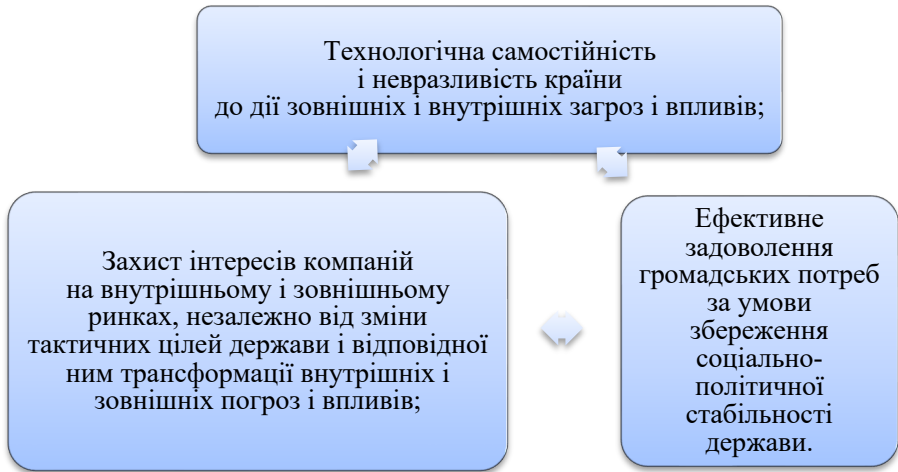 Технологічна самостійність
і невразливість країни
до дії зовнішніх і внутрішніх загроз і впливів;
Захист інтересів компаній
на внутрішньому і зовнішньому
ринках, незалежно від зміни
тактичних цілей держави і відповідної
ним трансформації внутрішніх і
зовнішніх погроз і впливів;
Ефективне
задоволення
громадських потреб
за умови
збереження
соціально-
політичної
стабільності
держави.